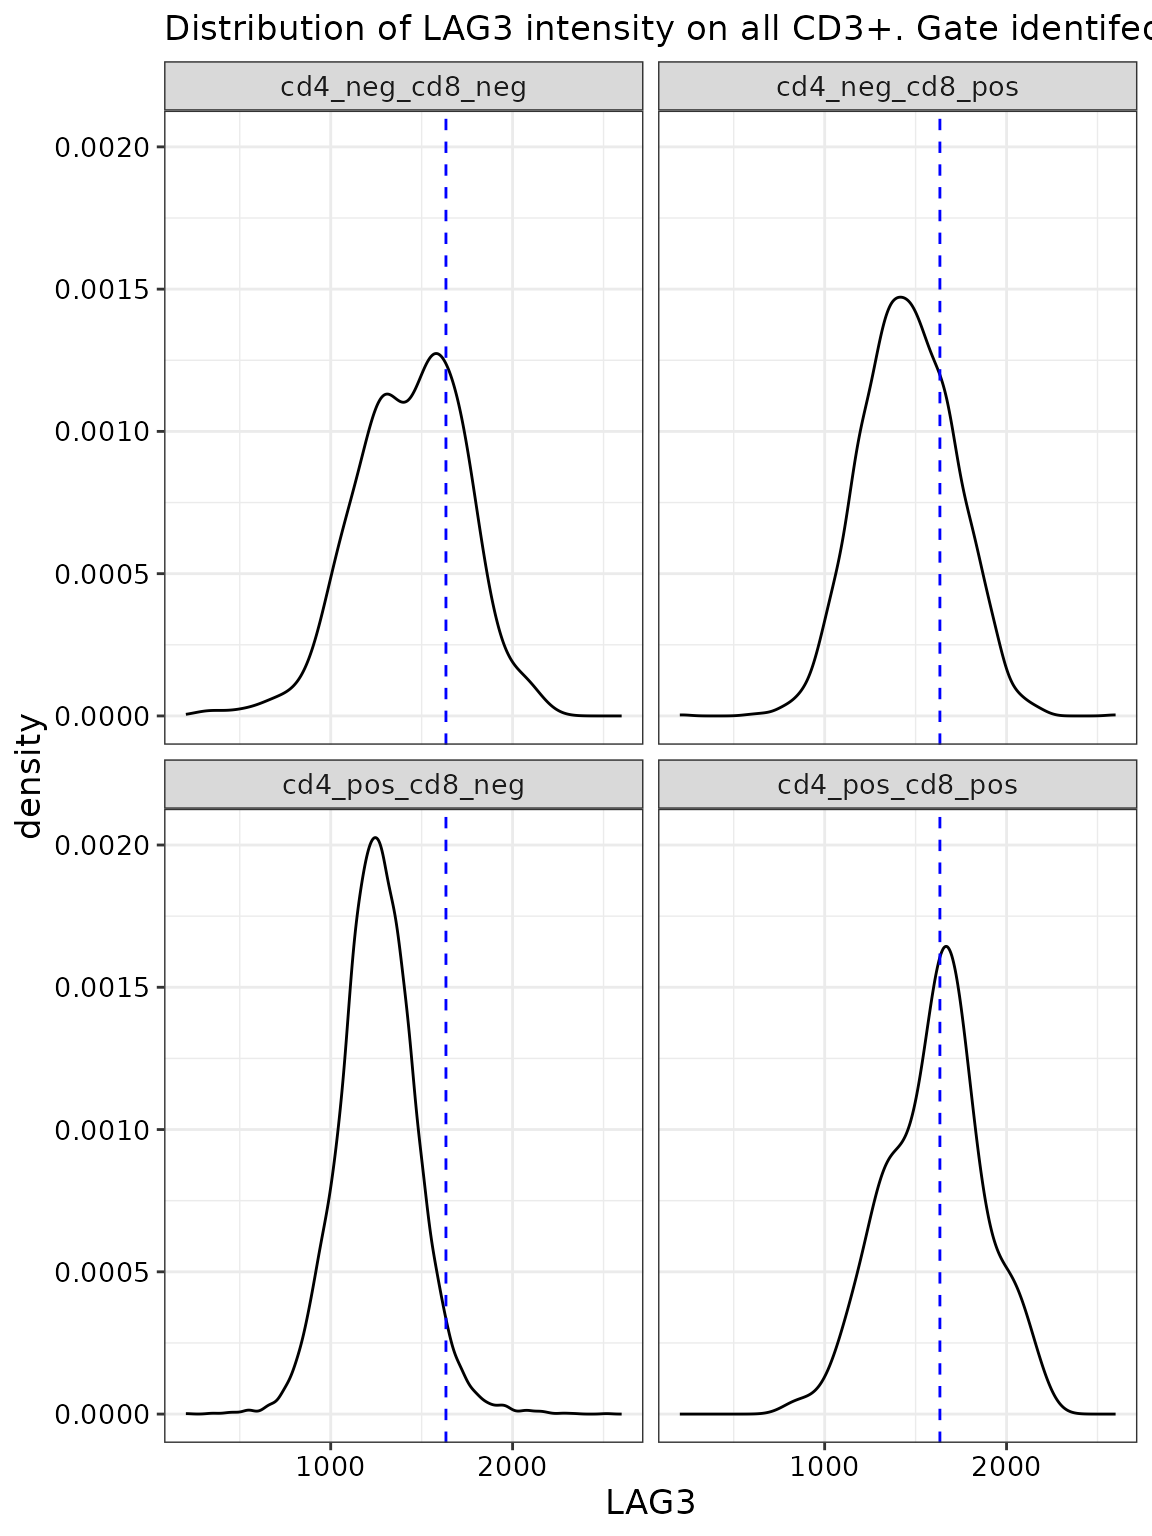 Distribution of LAG3 intensity on all CD3+. Gate identifec
cd4_neg_cd8_neg
cd4_neg_cd8_pos
0.0020
0.0015
0.0010
0.0005
0.0000
cd4_pos_cd8_neg
cd4_pos_cd8_pos
0.0020
0.0015
0.0010
0.0005
0.0000
density
1000
2000
1000
2000
LAG3